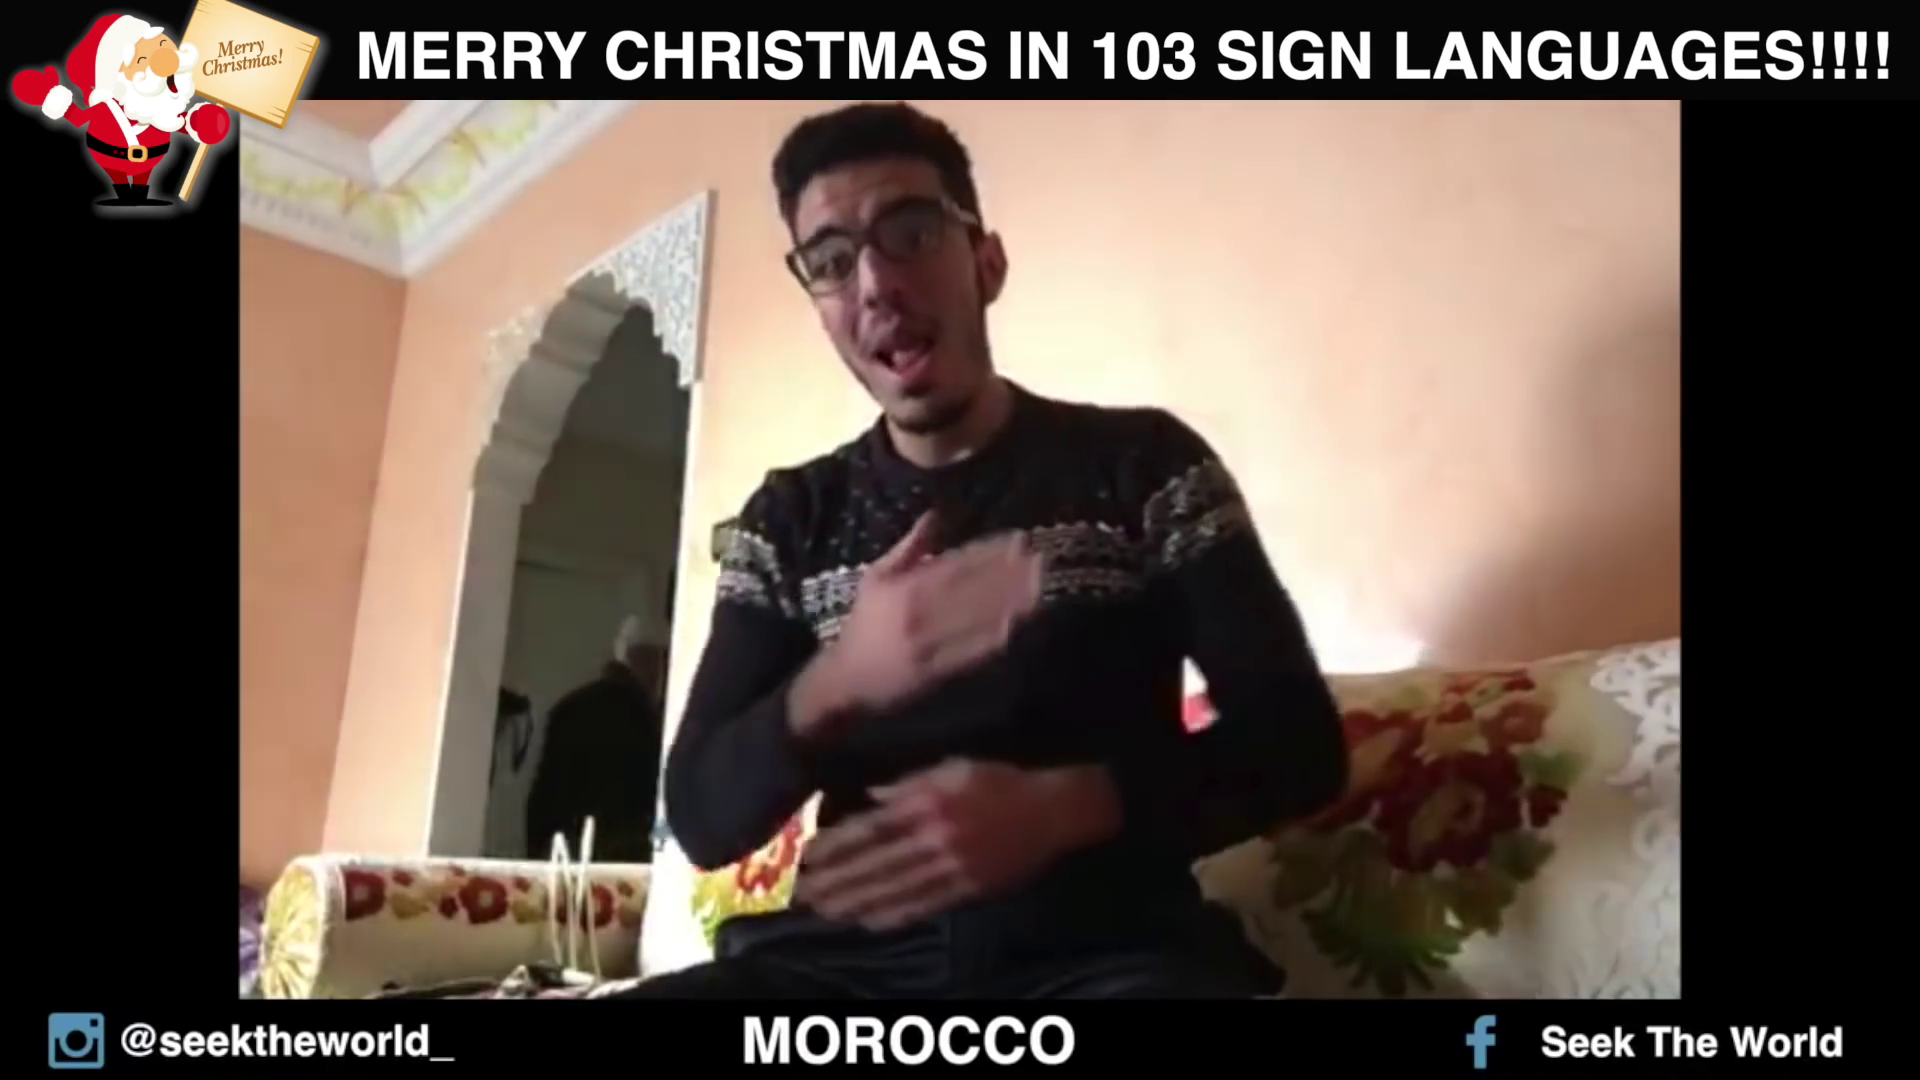 Merry
Christmas!
MERRY CHRISTMAS IN 103 SIGN LANGUAGES!!!!
@seektheworld_
MOROCCO
Seek The World